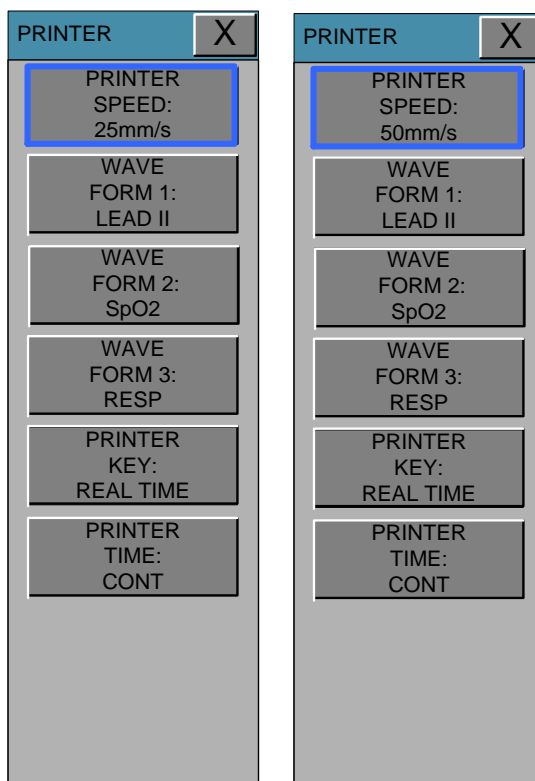 PRINTER X
PRINTER
SPEED:
25mm/s
WAVE
FORM 1:
LEAD II
WAVE
FORM 2:
SpO2
WAVE
FORM 3:
RESP
PRINTER
KEY:
REAL TIME
PRINTER
TIME:
CONT
PRINTER X
PRINTER
SPEED:
50mm/s
WAVE
FORM 1:
LEAD II
WAVE
FORM 2:
SpO2
WAVE
FORM 3:
RESP
PRINTER
KEY:
REAL TIME
PRINTER
TIME:
CONT